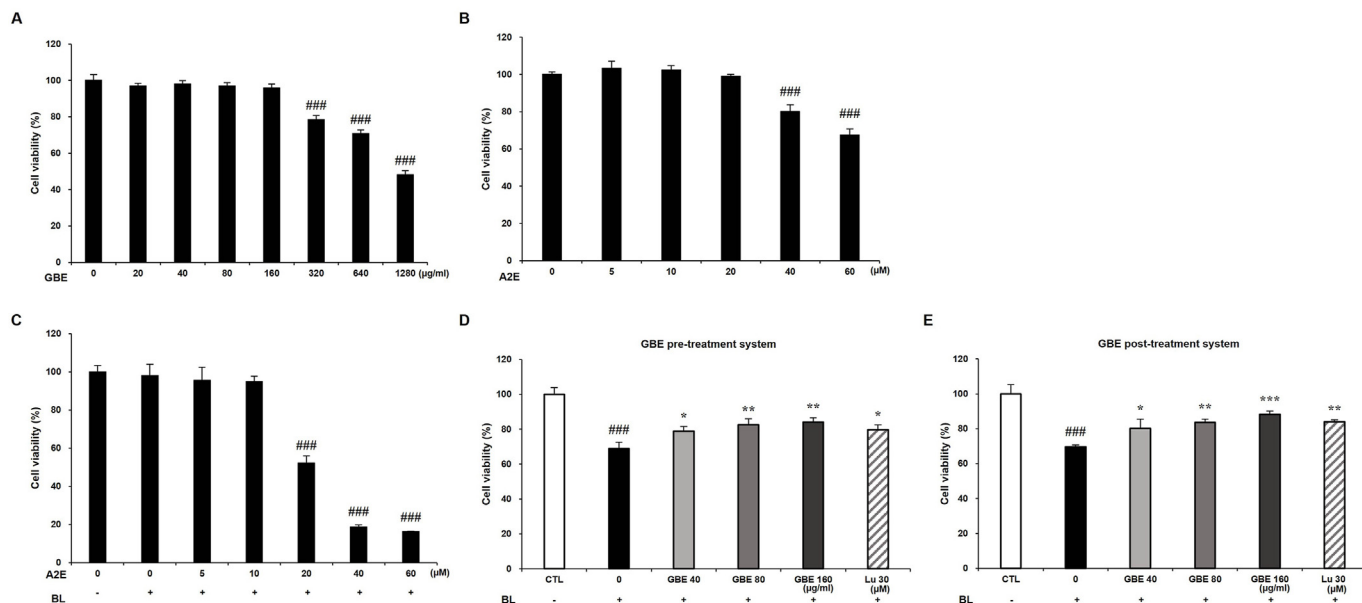 A
120
100
80
60
40
20
0
Cell viability (%)
###
###
###
GBE 0 20 40 80 160 320 640 1280 (μg/ml)
B
120
100
80
60
40
20
0
Cell viability (%)
###
###
A2E 0 5 10 20 40 60 (μM)
C
120
100
80
60
40
20
0
Cell viability (%)
###
###
###
A2E 0 0 5 10 20 40 60 (μM)
BL - + + + + + +
D
GBE pre-treatment system
120
100
80
60
40
20
0
Cell viability (%)
###
*
**
**
*
CTL 0 GBE 40 GBE 80 GBE 160 Lu 30
(μg/ml) (μM)
BL - + + + + +
E
GBE post-treatment system
120
100
80
60
40
20
0
Cell viability (%)
###
*
**
***
**
CTL 0 GBE 40 GBE 80 GBE 160 Lu 30
(μg/ml) (μM)
BL - + + + + +